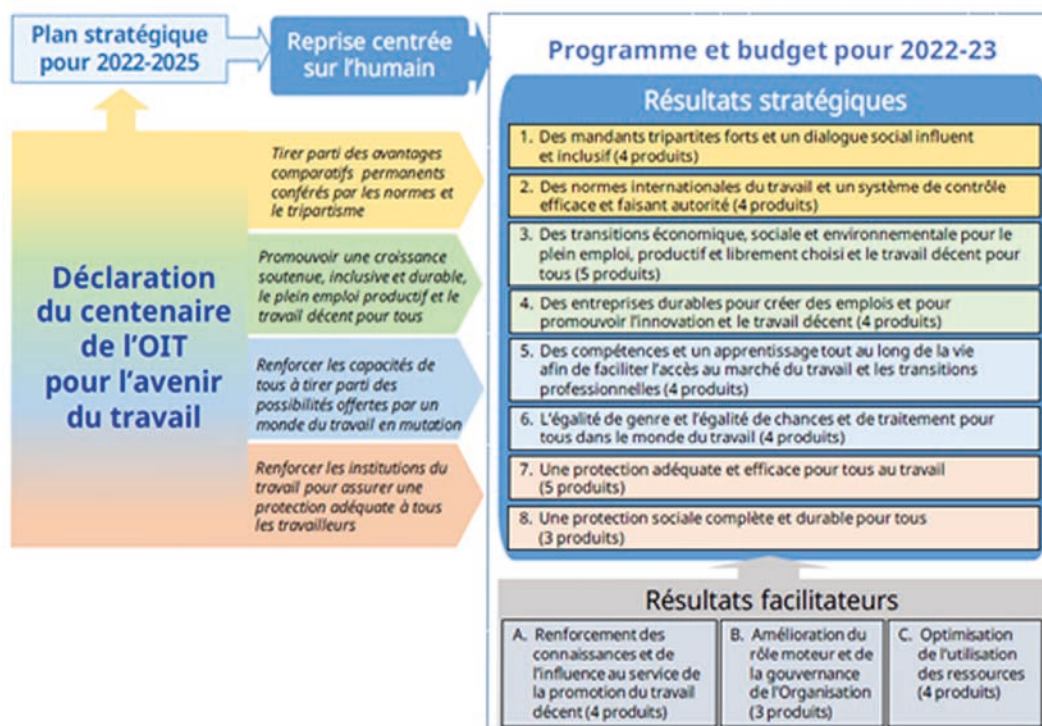 Plan stratégique
pour 2022-2025
Reprise centrée
sur l'humain
Déclaration
du centenaire
de l'OIT
pour l'avenir
du travail
Tirer parti des avantages
comparatifs permanents
conférés par les normes et
le tripartisme
Promouvoir une croissance
soutenue, inclusive et durable,
le plein emploi productif et le
travail décent pour tous
Renforcer les capacités de
tous à tirer parti des
possibilités offertes par un
monde du travail en mutation
Renforcer les institutions du
travail pour assurer une
protection adéquate à tous
les travailleurs
Programme et budget pour 2022-23
Résultats stratégiques
1. Des mandants tripartites forts et un dialogue social influent
et inclusif (4 produits)
2. Des normes internationales du travail et un système de contrôle
efficace et faisant autorité (4 produits)
3. Des transitions économique, sociale et environnementale pour le
plein emploi, productif et librement choisi et le travail décent pour
tous (5 produits)
4. Des entreprises durables pour créer des emplois et pour
promouvoir l'innovation et le travail décent (4 produits)
5. Des compétences et un apprentissage tout au long de la vie
afin de faciliter l'accès au marché du travail et les transitions
professionnelles (4 produits)
6. L'égalité de genre et l'égalité de chances et de traitement pour
tous dans le monde du travail (4 produits)
7. Une protection adéquate et efficace pour tous au travail
(5 produits)
8. Une protection sociale complète et durable pour tous
(3 produits)
Résultats facilitateurs
A. Renforcement des
connaissances et de
l'influence au service de
la promotion du travail
décent (4 produits)
B. Amélioration du
rôle moteur et de
la gouvernance
de l'Organisation
(3 produits)
C. Optimisation
de l'utilisation
des ressources
(4 produits)